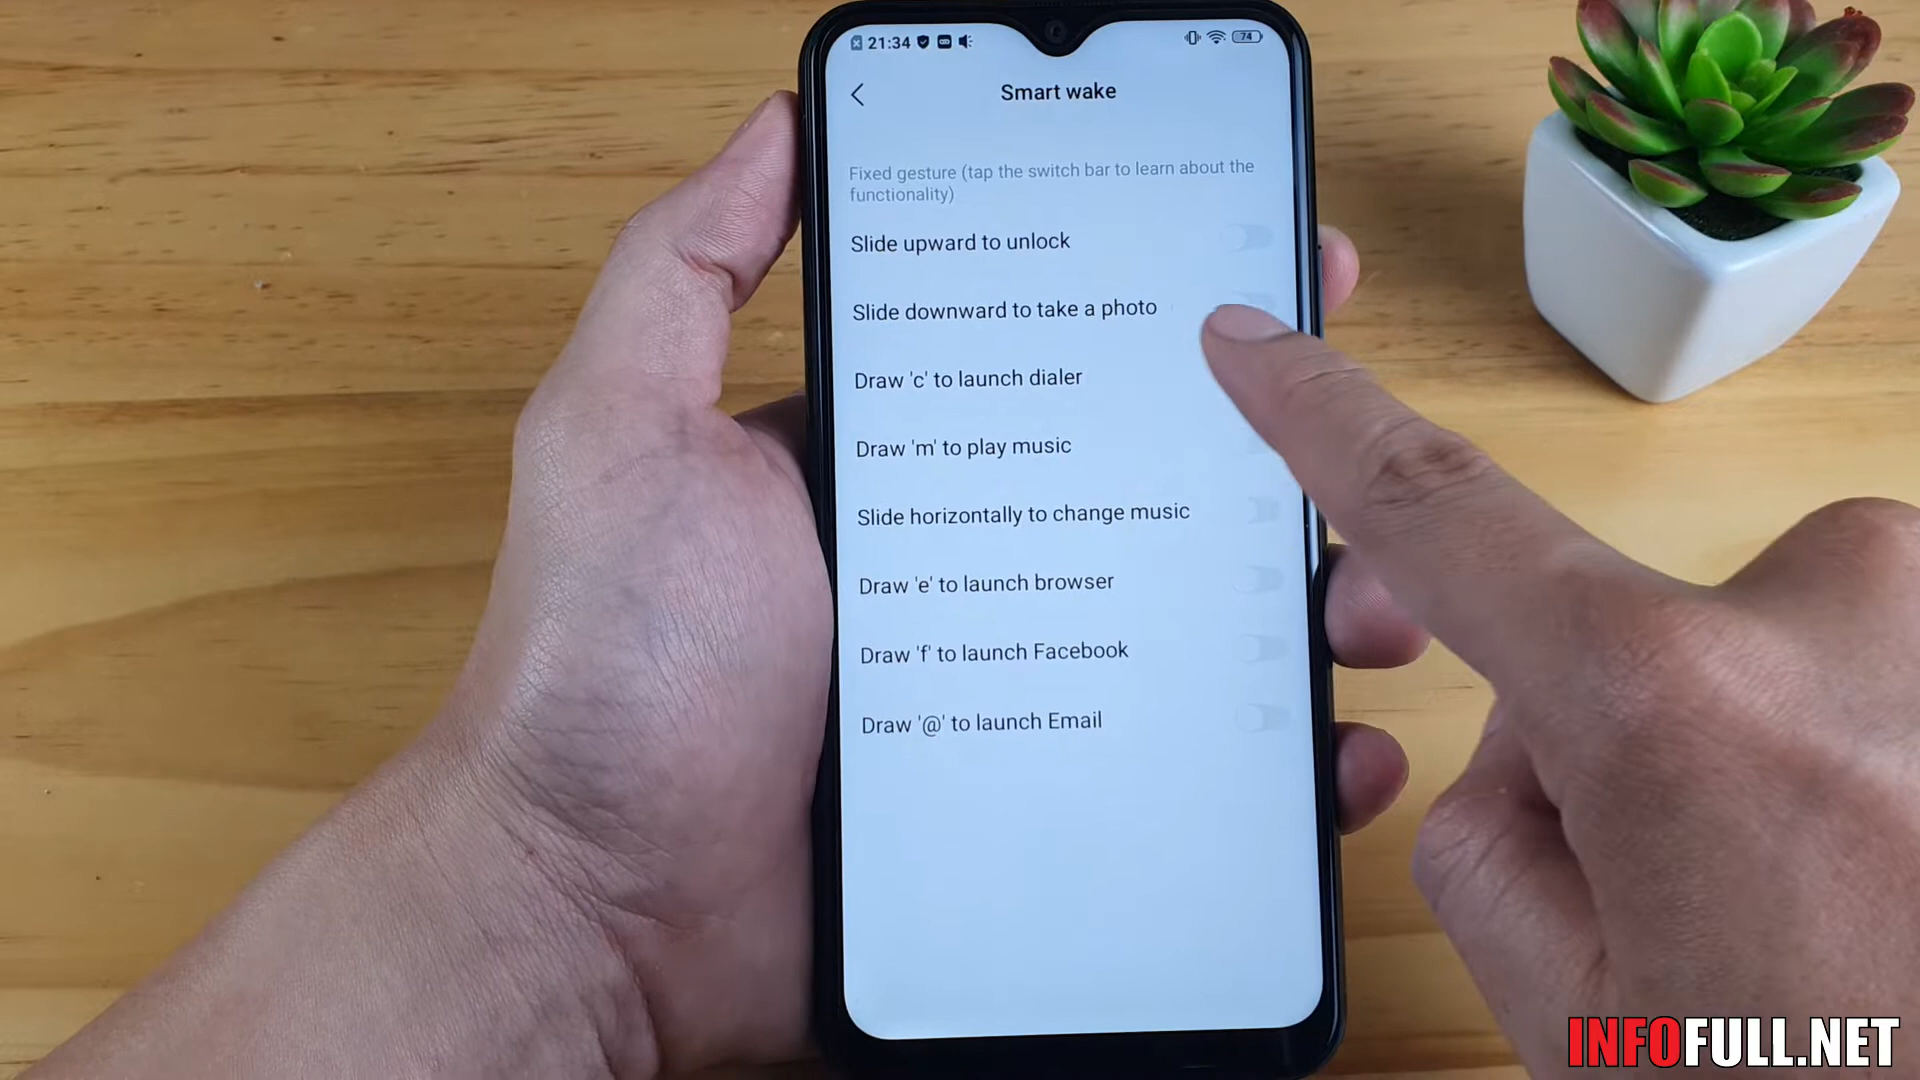 21:34
74
Smart wake
Fixed gesture (tap the switch bar to learn about the
functionality)
Slide upward to unlock
Slide downward to take a photo
Draw 'c' to launch dialer
Draw 'm' to play music
Slide horizontally to change music
Draw 'e' to launch browser
Draw 'f' to launch Facebook
Draw '@' to launch Email
INFOFULL.NET